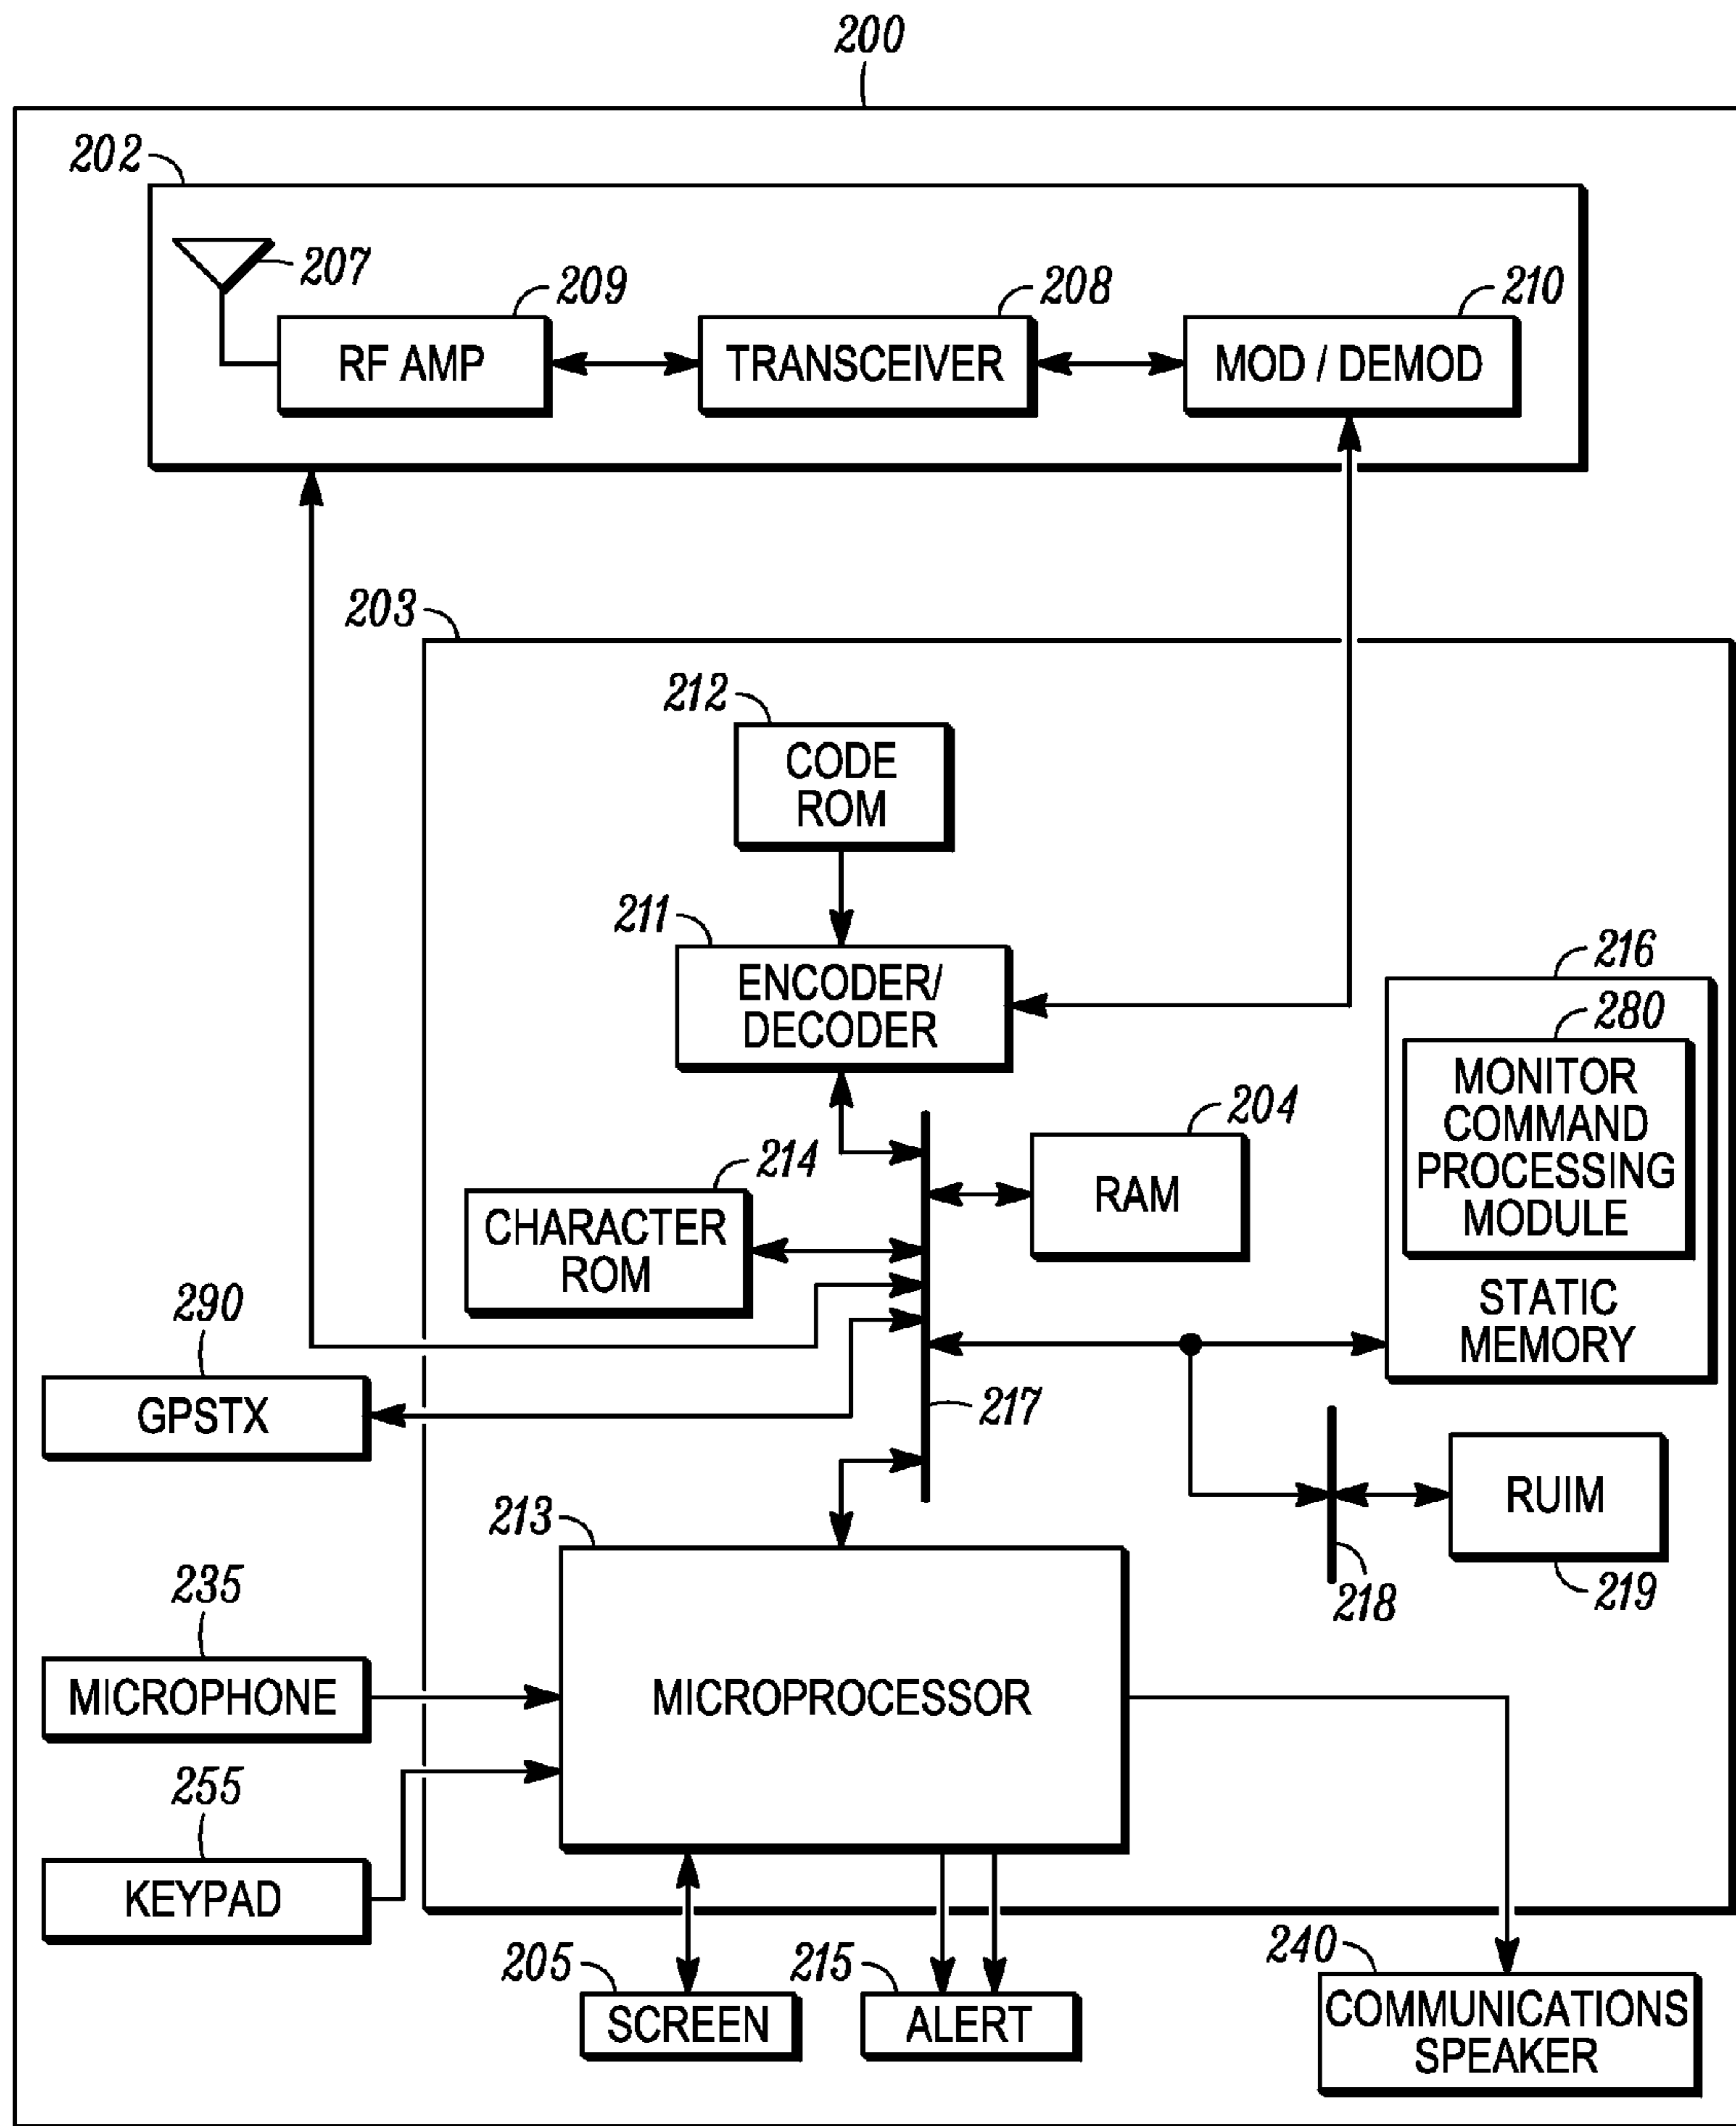 200
202
207
209
208
210
RF AMP
TRANSCEIVER
MOD / DEMOD
203
212
CODE
ROM
211
ENCODER/
DECODER
216
280
MONITOR
COMMAND
PROCESSING
MODULE
STATIC
MEMORY
204
RAM
214
CHARACTER
ROM
290
GPSTX
217
213
RUIM
218
219
235
MICROPHONE
MICROPROCESSOR
255
KEYPAD
205
SCREEN
215
ALERT
240
COMMUNICATIONS
SPEAKER